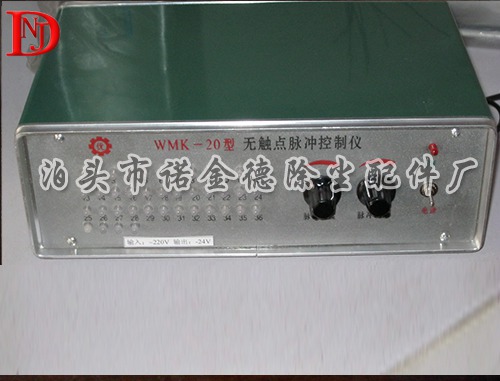 NJD
WMK-20型 无触点脉冲控制仪
泊头市诺金德除尘配件厂
25 26 27 28 29 30 31 32 33 34 35 36
电源
输入:~220V 输出:-24V